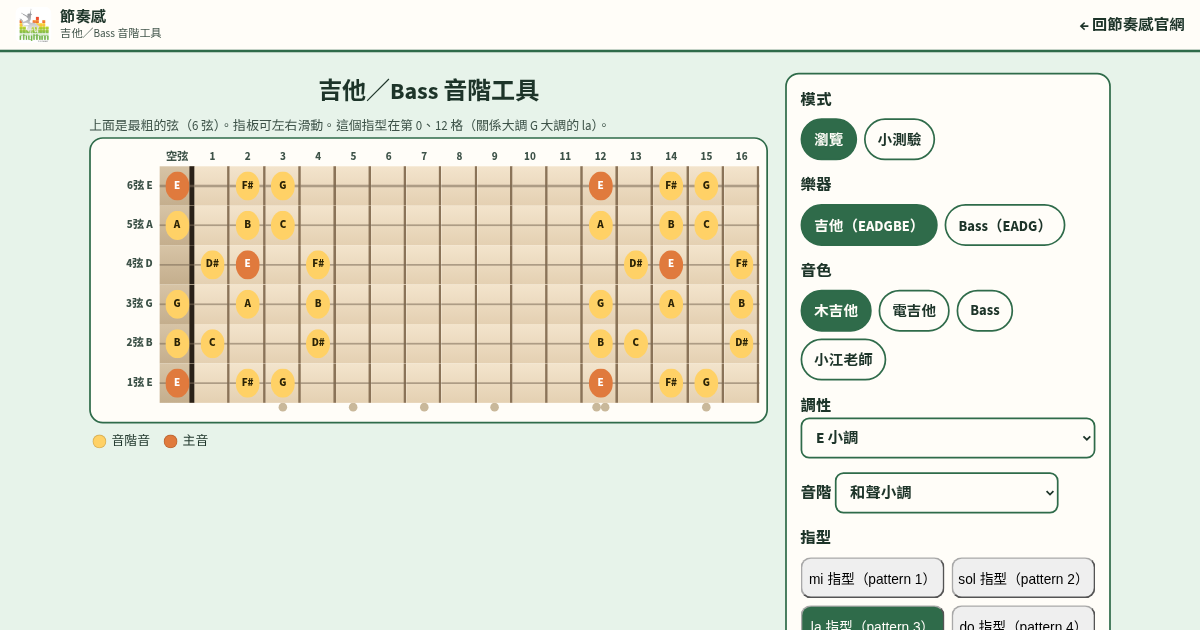 節奏感
吉他／Bass 音階工具
←回節奏感官網
rhythm
吉他／Bass 音階工具
上面是最粗的弦（6 弦）。指板可左右滑動。這個指型在第 0、12 格（關係大調 G 大調的 la）。
空弦 1 2 3 4 5 6 7 8 9 10 11 12 13 14 15 16
6弦 E E F# G E F# G
5弦 A A B C A B C
4弦 D D# E F# D# E F#
3弦 G G A B G A B
2弦 B B C D# B C D#
1弦 E E F# G E F# G
音階音 主音
模式
瀏覽 小測驗
樂器
吉他（EADGBE） Bass（EADG）
音色
木吉他 電吉他 Bass
小江老師
調性
E 小調
音階 和聲小調
指型
mi 指型（pattern 1） sol 指型（pattern 2）
la 指型（pattern 3） do 指型（pattern 4）